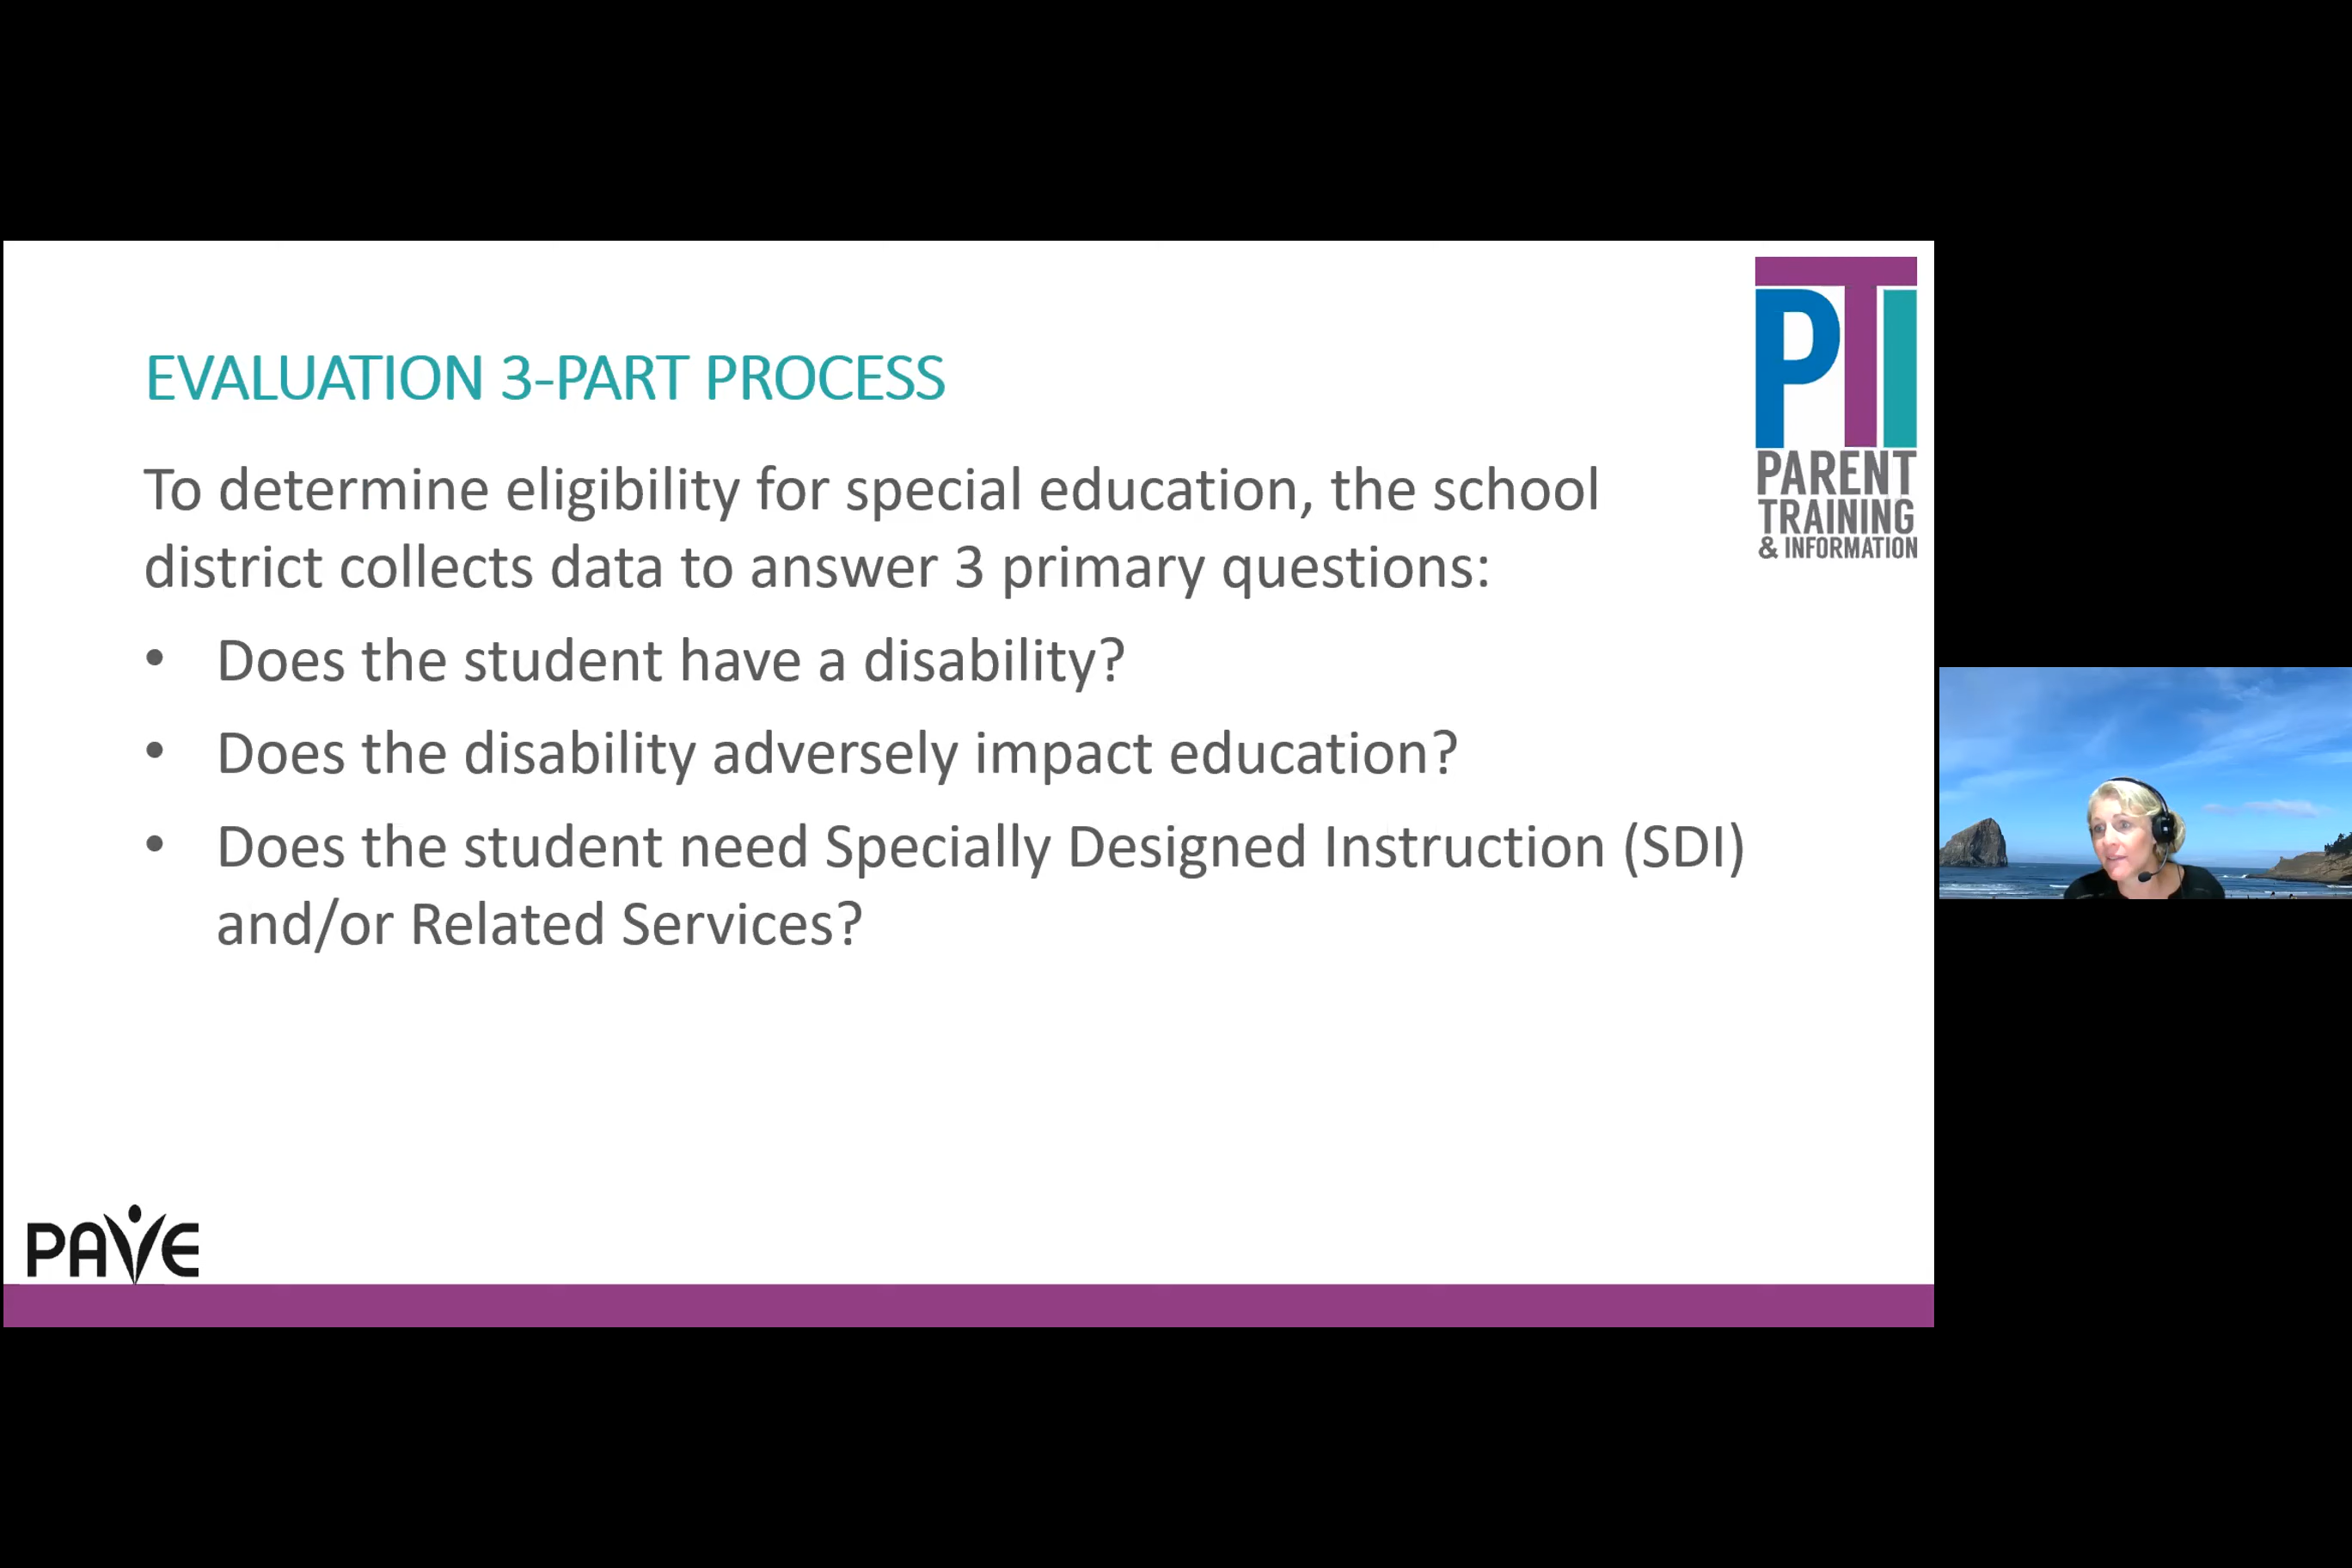 EVALUATION 3-PART PROCESS
To determine eligibility for special education, the school
district collects data to answer 3 primary questions:
• Does the student have a disability?
• Does the disability adversely impact education?
• Does the student need Specially Designed Instruction (SDI)
and/or Related Services?
PTI
PARENT
TRAINING
& INFORMATION
PAVE